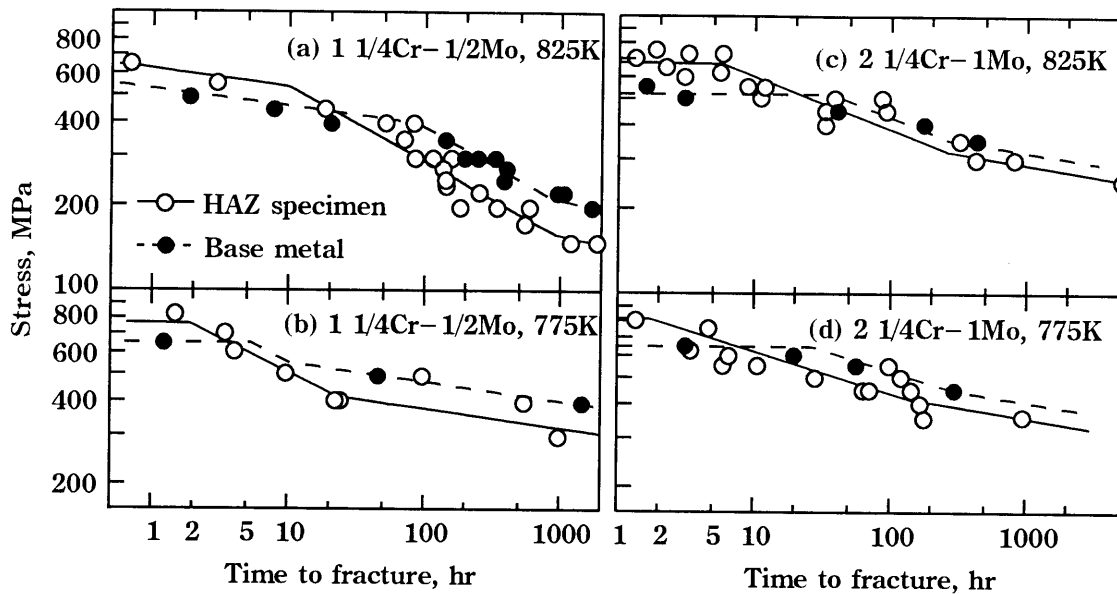 (a) 1 1/4Cr–1/2Mo, 825K
(c) 2 1/4Cr–1Mo, 825K
800
600
400
200
100
HAZ specimen
Base metal
Stress, MPa
(b) 1 1/4Cr–1/2Mo, 775K
(d) 2 1/4Cr–1Mo, 775K
800
600
400
200
1 2 5 10 100 1000
1 2 5 10 100 1000
Time to fracture, hr
Time to fracture, hr